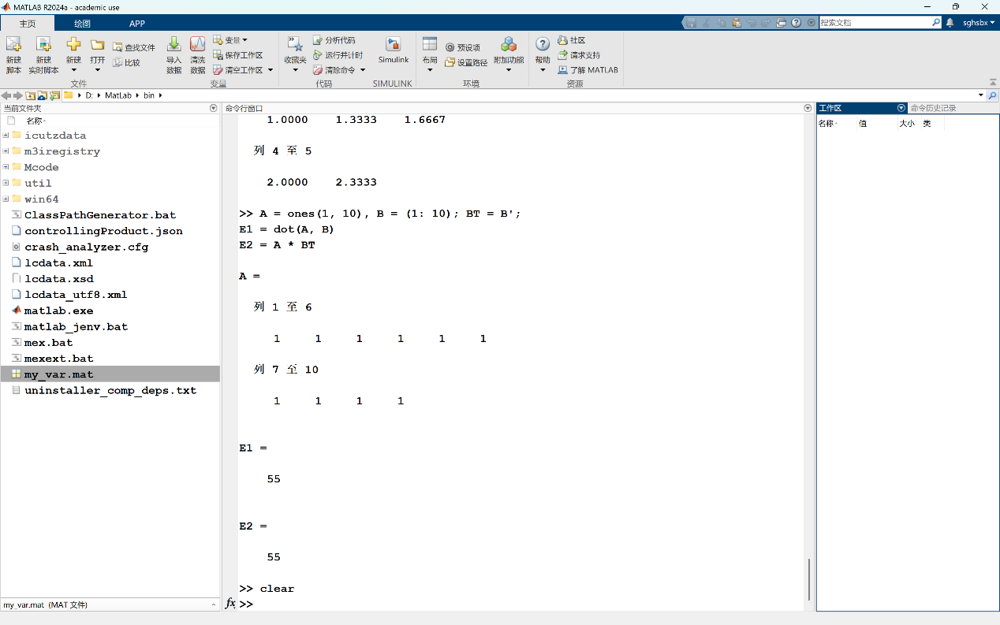 MATLAB R2024a - academic use
主页 绘图 APP
搜索文档 sghsbx
新建 脚本
新建 实时脚本
新建
打开
查找文件
比较
文件
导入 数据
清洗 数据
变量
保存工作区
清空工作区
变量
收藏夹
分析代码
运行并计时
清除命令
代码
Simulink
SIMULINK
布局
预设项
设置路径
附加功能
环境
帮助
社区
请求支持
了解 MATLAB
资源
D: MatLab bin
当前文件夹
名称
icutzdata
m3iregistry
Mcode
util
win64
ClassPathGenerator.bat
controllingProduct.json
crash_analyzer.cfg
lcdata.xml
lcdata.xsd
lcdata_utf8.xml
matlab.exe
matlab_jenv.bat
mex.bat
mexext.bat
my_var.mat
uninstaller_comp_deps.txt
my_var.mat (MAT 文件)
命令行窗口
1.0000 1.3333 1.6667
列 4 至 5
2.0000 2.3333
>> A = ones(1, 10), B = (1: 10); BT = B';
E1 = dot(A, B)
E2 = A * BT
A =
列 1 至 6
1 1 1 1 1 1
列 7 至 10
1 1 1 1
E1 =
55
E2 =
55
>> clear
fx >>
工作区 命令历史记录
名称 值 大小 类